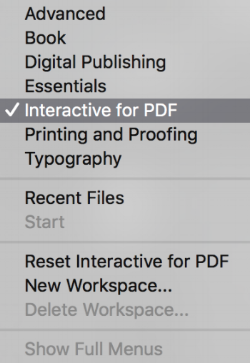 Advanced
Book
Digital Publishing
Essentials
✓ Interactive for PDF
Printing and Proofing
Typography
Recent Files
Start
Reset Interactive for PDF
New Workspace...
Delete Workspace...
Show Full Menus